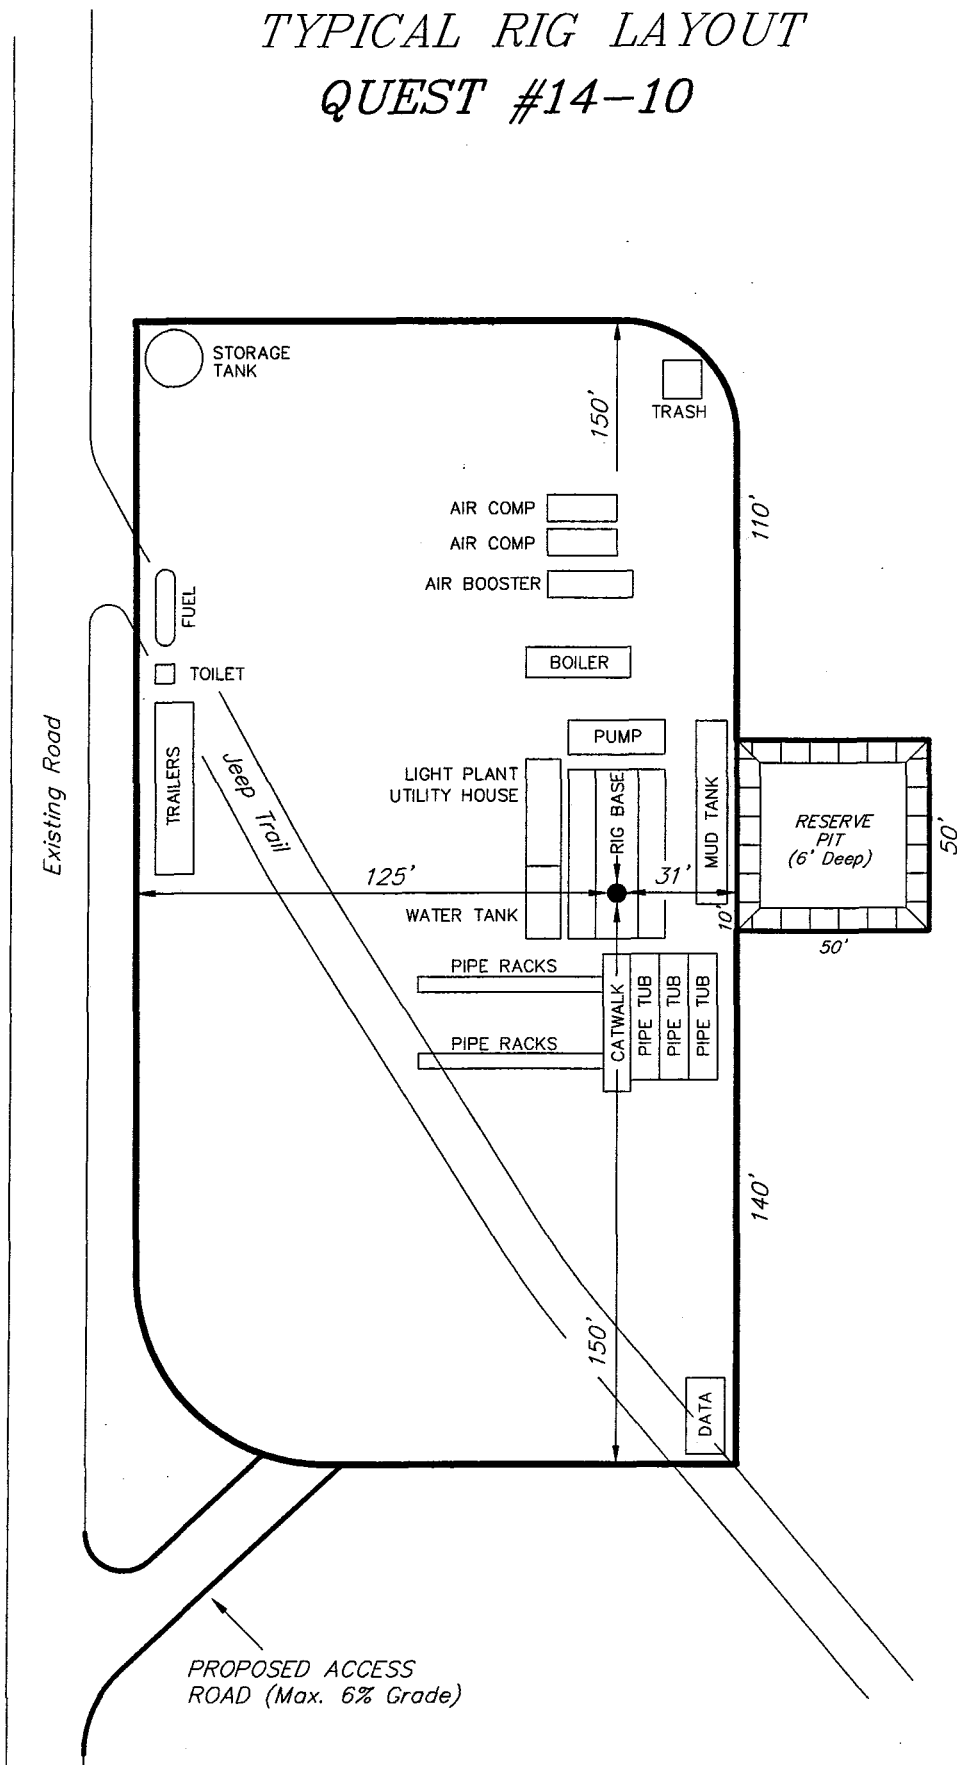 TYPICAL RIG LAYOUT
QUEST #14-10
STORAGE
TANK
TRASH
150'
AIR COMP
AIR COMP
110'
AIR BOOSTER
FUEL
BOILER
TOILET
Existing Road
TRAILERS
Jeep Trail
PUMP
LIGHT PLANT
UTILITY HOUSE
RIG BASE
MUD TANK
RESERVE
PIT
(6' Deep)
50'
125'
31'
WATER TANK
10'
50'
PIPE RACKS
CATWALK
PIPE TUB
PIPE TUB
PIPE TUB
PIPE RACKS
140'
150'
DATA
PROPOSED ACCESS
ROAD (Max. 6% Grade)